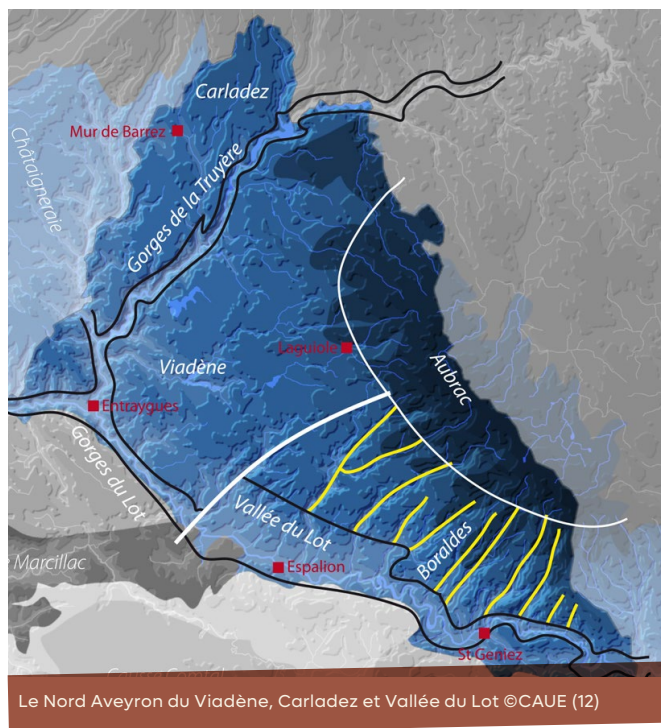 Carladez
Mur de Barrez
Châtaigneraie
Gorges de la Truyère
Laguiole
Viadène
Aubrac
Entraygues
Gorges du Lot
Vallée du Lot
Boraldes
Marcillac
Espalion
St Geniez
Le Nord Aveyron du Viadène, Carladez et Vallée du Lot ©CAUE (12)